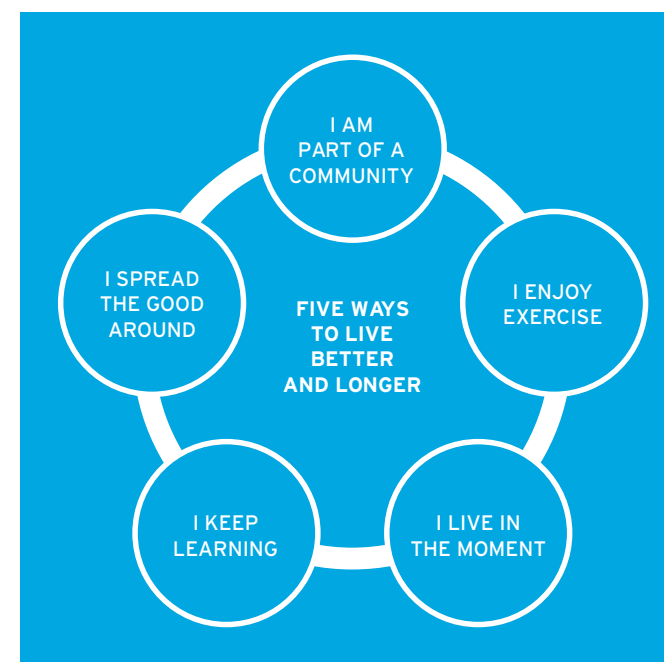 I AM
PART OF A
COMMUNITY
I SPREAD
THE GOOD
AROUND
FIVE WAYS
TO LIVE
BETTER
AND LONGER
I ENJOY
EXERCISE
I KEEP
LEARNING
I LIVE IN
THE MOMENT